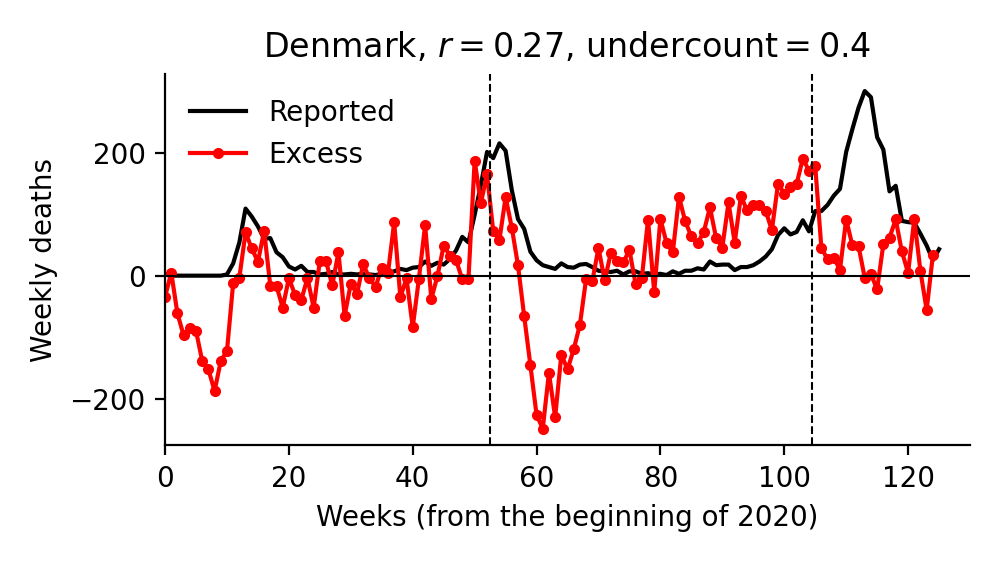 Denmark, r = 0.27, undercount = 0.4
Reported
Excess
Weekly deaths
200
0
−200
0 20 40 60 80 100 120
Weeks (from the beginning of 2020)